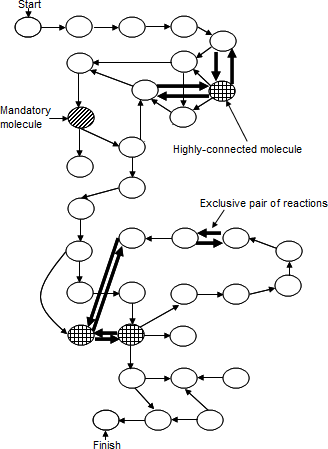 Start
Mandatory
molecule
Highly-connected molecule
Exclusive pair of reactions
Finish